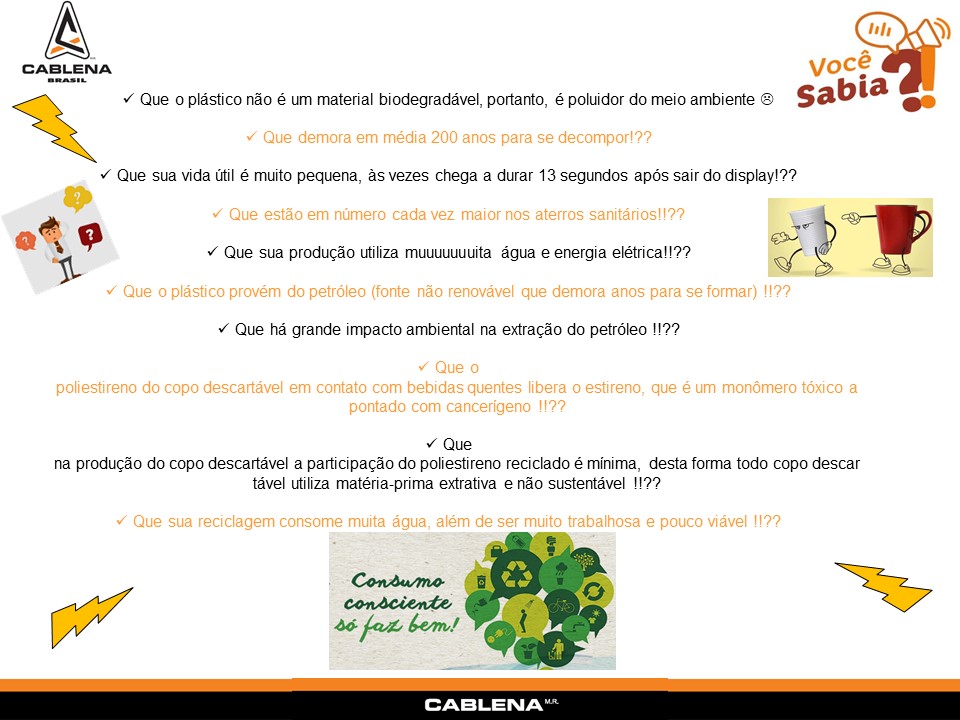 CABLENA
BRASIL
Você
Sabia?!
✓ Que o plástico não é um material biodegradável, portanto, é poluidor do meio ambiente ☹
✓ Que demora em média 200 anos para se decompor!??
✓ Que sua vida útil é muito pequena, às vezes chega a durar 13 segundos após sair do display!??
✓ Que estão em número cada vez maior nos aterros sanitários!!??
✓ Que sua produção utiliza muuuuuuuita água e energia elétrica!!??
✓ Que o plástico provém do petróleo (fonte não renovável que demora anos para se formar) !!??
✓ Que há grande impacto ambiental na extração do petróleo !!??
✓ Que o
poliestireno do copo descartável em contato com bebidas quentes libera o estireno, que é um monômero tóxico a
pontado com cancerígeno !!??
✓ Que
na produção do copo descartável a participação do poliestireno reciclado é mínima, desta forma todo copo descar
tável utiliza matéria-prima extrativa e não sustentável !!??
✓ Que sua reciclagem consome muita água, além de ser muito trabalhosa e pouco viável !!??
Consumo
consciente
só faz bem!
CABLENA M.R.